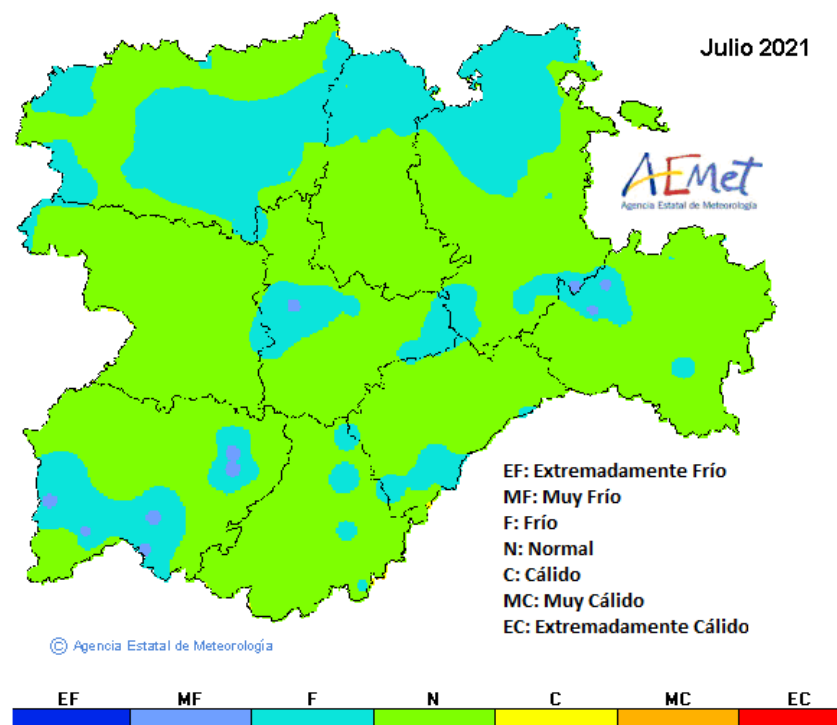 Julio 2021
AEMet
Agencia Estatal de Meteorología
EF: Extremadamente Frío
MF: Muy Frío
F: Frío
N: Normal
C: Cálido
MC: Muy Cálido
EC: Extremadamente Cálido
© Agencia Estatal de Meteorología
EF MF F N C MC EC